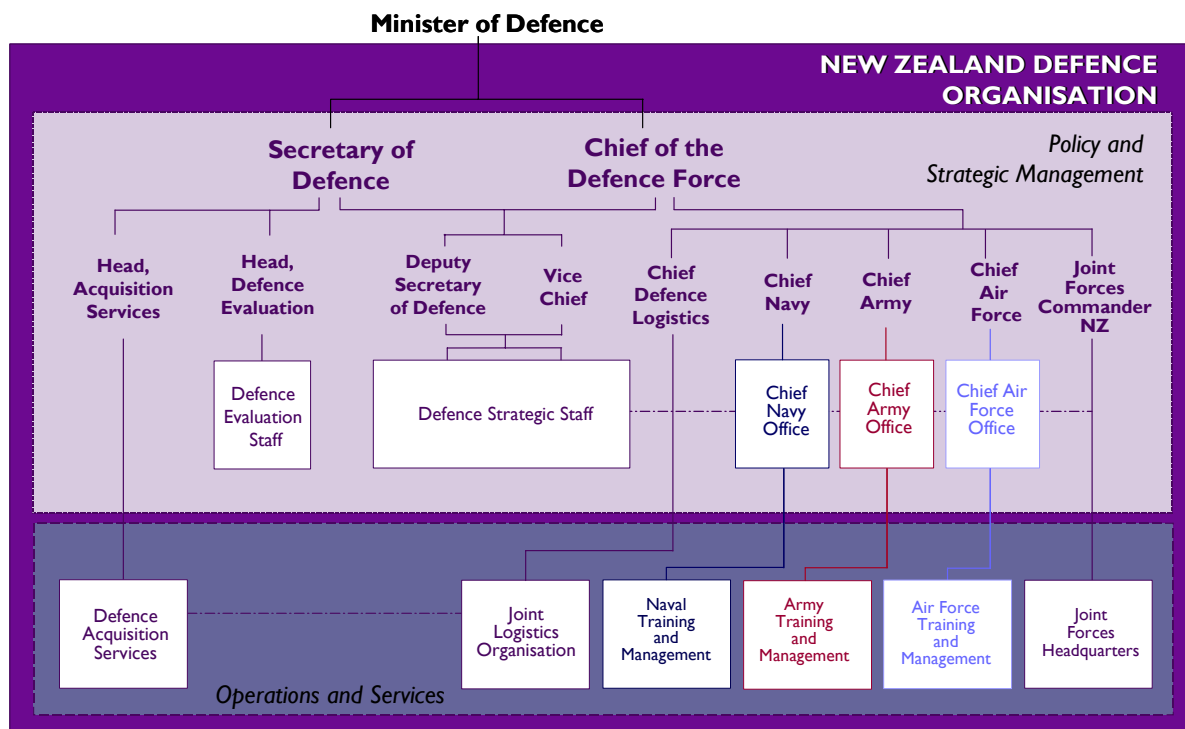 Minister of Defence
NEW ZEALAND DEFENCE
ORGANISATION
Policy and
Strategic Management
Secretary of
Defence
Chief of the
Defence Force
Head,
Acquisition
Services
Head,
Defence
Evaluation
Deputy
Secretary
of Defence
Vice
Chief
Chief
Defence
Logistics
Chief
Navy
Chief
Army
Chief
Air
Force
Joint
Forces
Commander
NZ
Defence
Evaluation
Staff
Defence Strategic Staff
Chief
Navy
Office
Chief
Army
Office
Chief Air
Force
Office
Defence
Acquisition
Services
Joint
Logistics
Organisation
Naval
Training
and
Management
Army
Training
and
Management
Air Force
Training
and
Management
Joint
Forces
Headquarters
Operations and Services